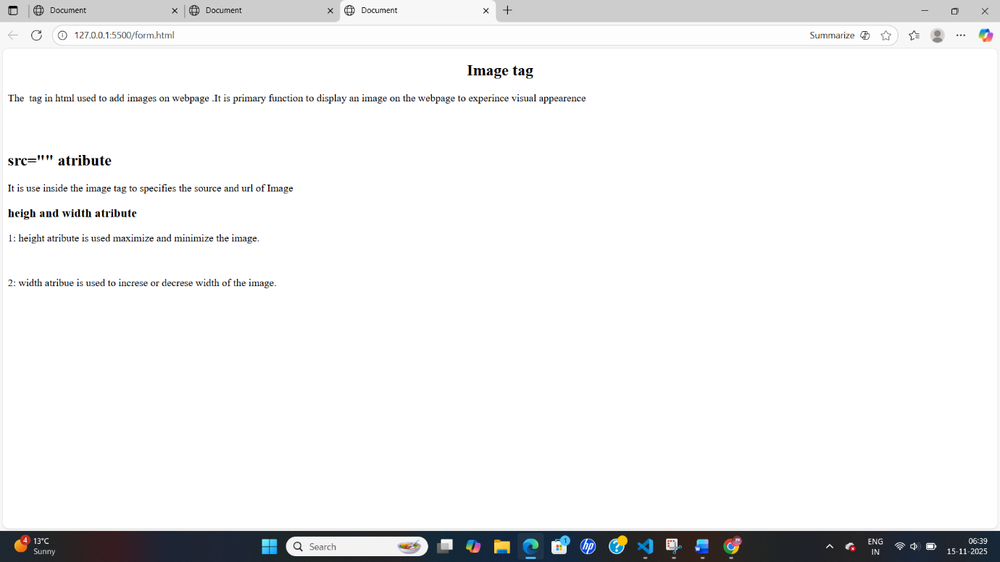 Document
Document
Document
127.0.0.1:5500/form.html
Summarize
Image tag
The  tag in html used to add images on webpage .It is primary function to display an image on the webpage to experince visual appearence
src="" atribute
It is use inside the image tag to specifies the source and url of Image
heigh and width atribute
1: height atribute is used maximize and minimize the image.
2: width atribue is used to increse or decrese width of the image.
4
13°C
Sunny
Search
1
hp
?
W
ENG
IN
06:39
15-11-2025